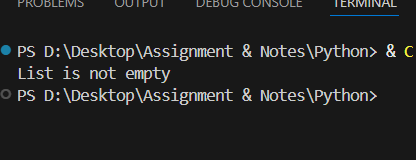 PROBLEMS OUTPUT DEBUG CONSOLE TERMINAL
PS D:\Desktop\Assignment & Notes\Python> & C
List is not empty
PS D:\Desktop\Assignment & Notes\Python>